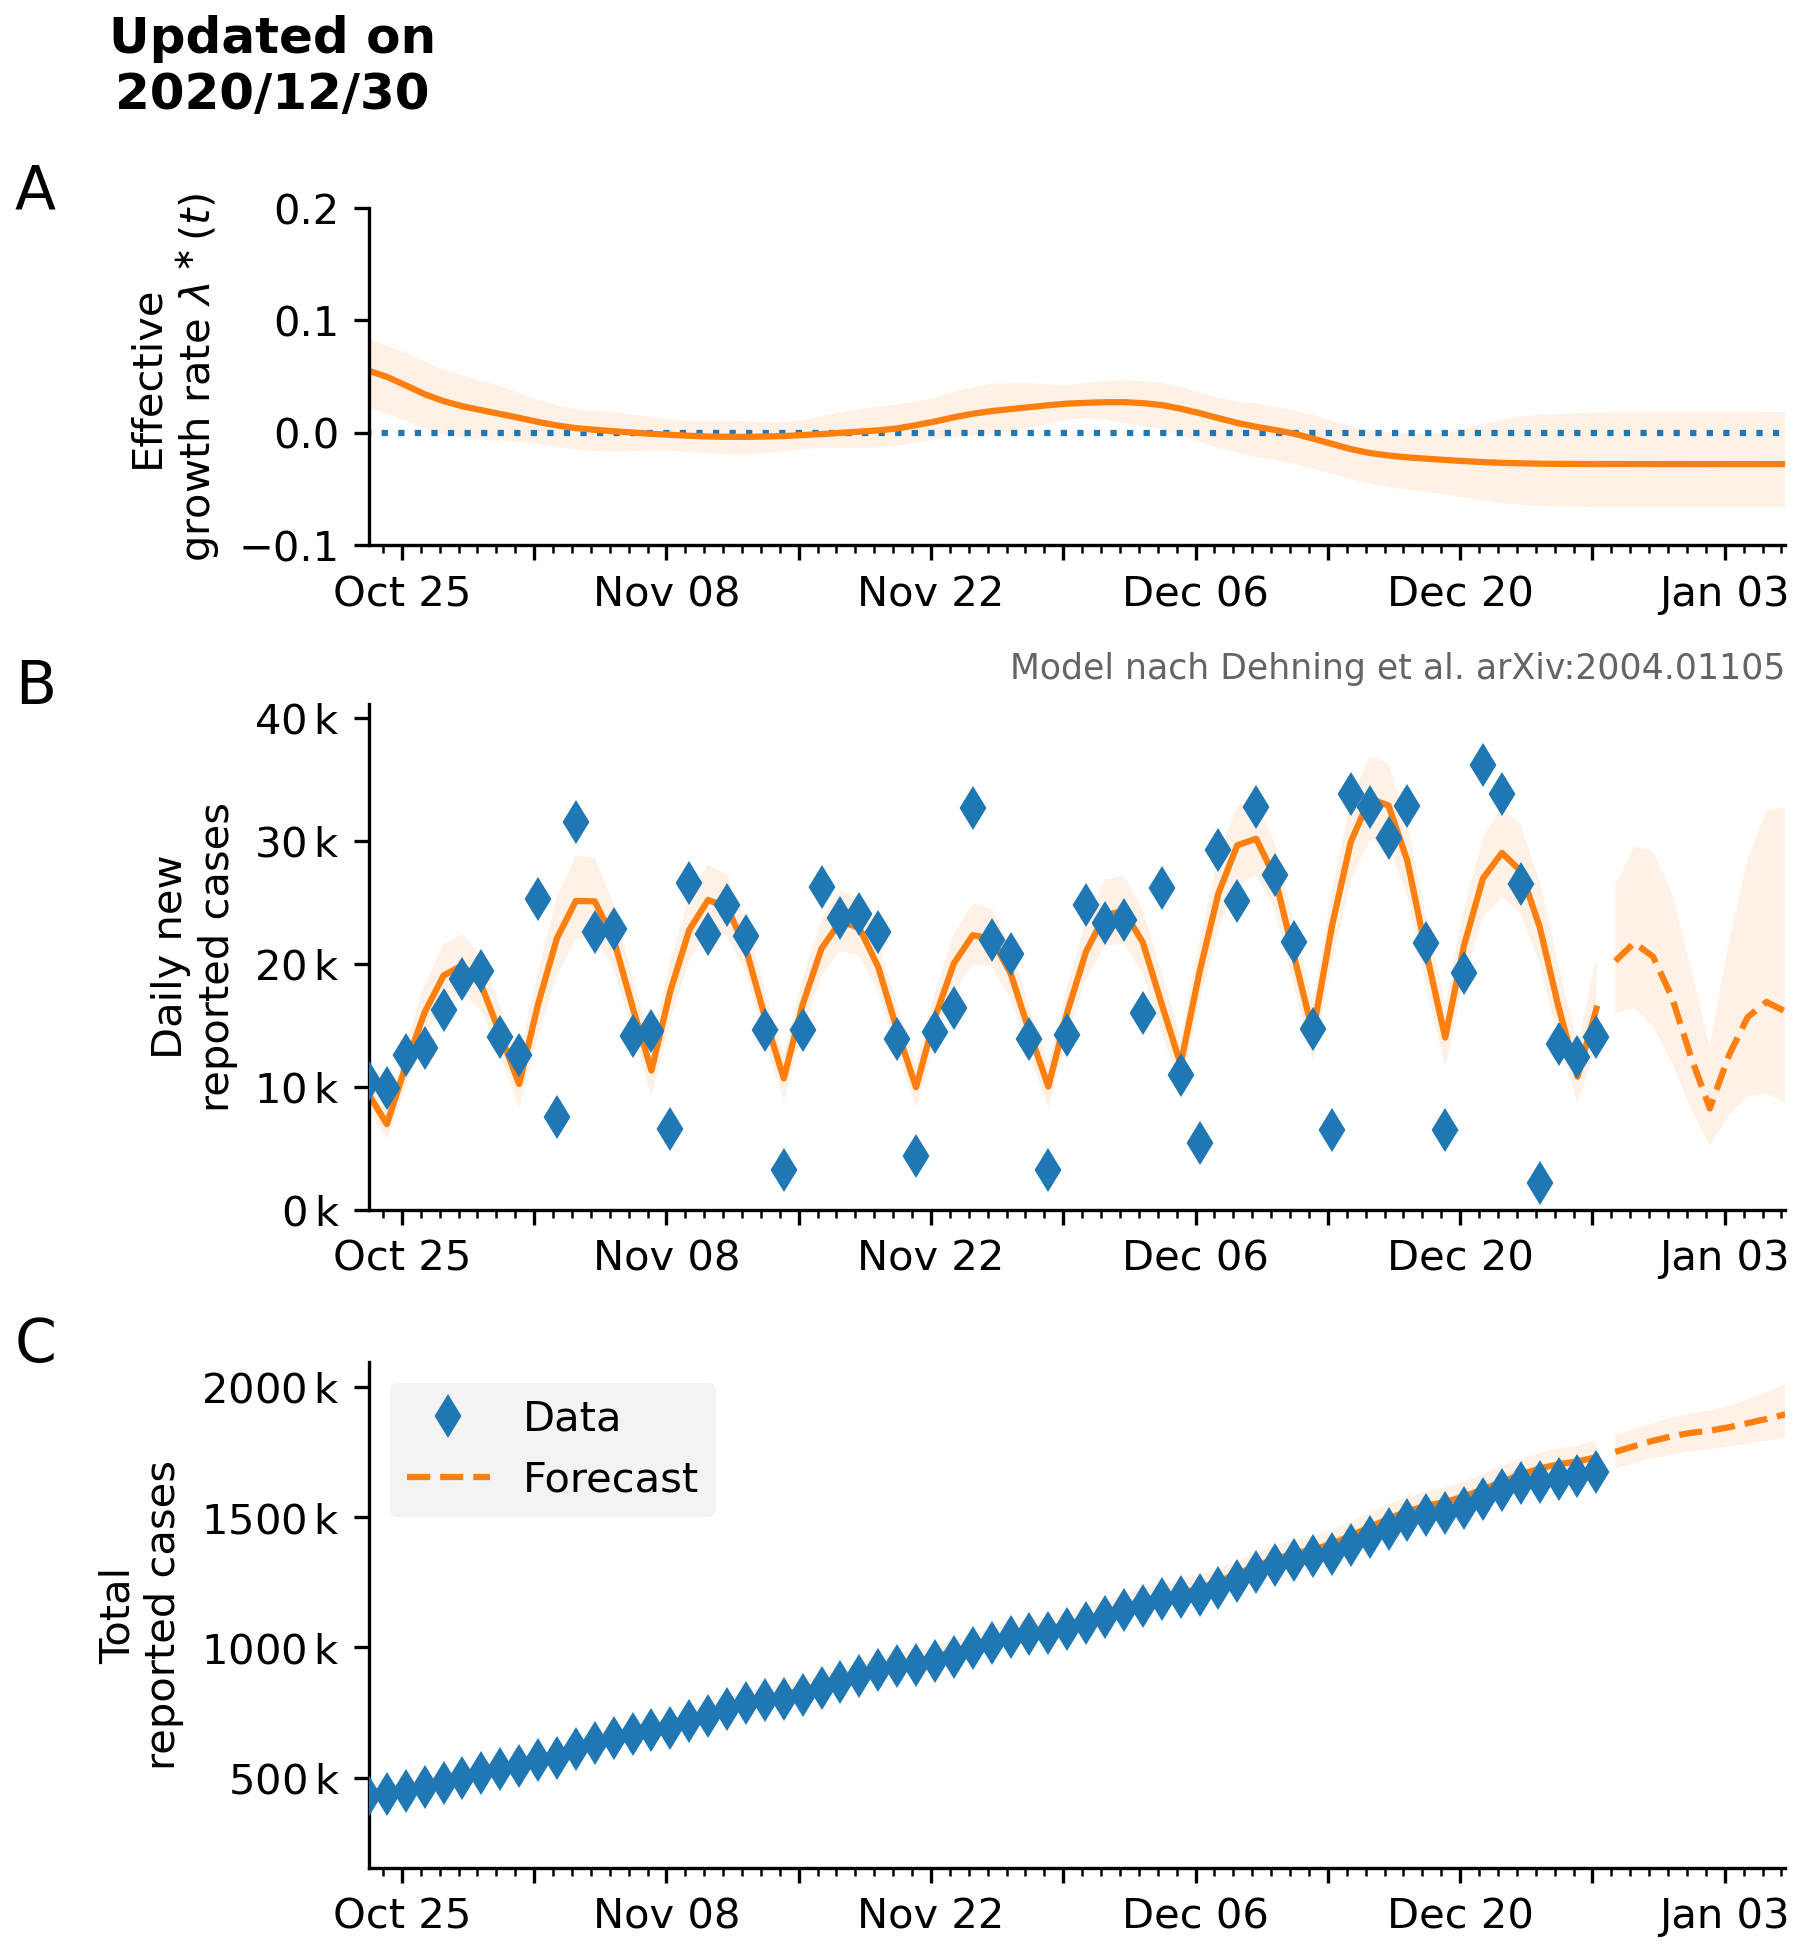 Updated on
2020/12/30
A
Effective
growth rate λ * (t)
0.2
0.1
0.0
−0.1
Oct 25 Nov 08 Nov 22 Dec 06 Dec 20 Jan 03
Model nach Dehning et al. arXiv:2004.01105
B
Daily new
reported cases
40 k
30 k
20 k
10 k
0 k
Oct 25 Nov 08 Nov 22 Dec 06 Dec 20 Jan 03
C
Total
reported cases
2000 k
1500 k
1000 k
500 k
Data
Forecast
Oct 25 Nov 08 Nov 22 Dec 06 Dec 20 Jan 03